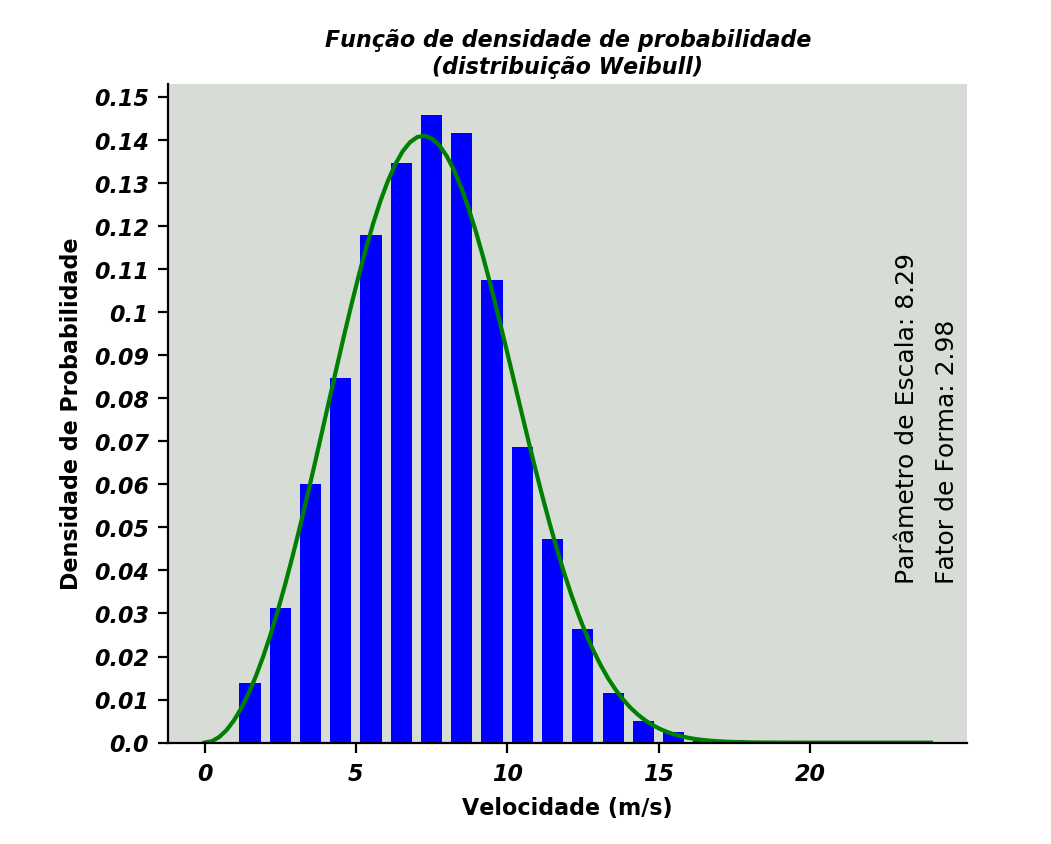 Função de densidade de probabilidade
(distribuição Weibull)
0.15
0.14
0.13
0.12
0.11
0.1
0.09
0.08
0.07
0.06
0.05
0.04
0.03
0.02
0.01
0.0
Densidade de Probabilidade
Parâmetro de Escala: 8.29
Fator de Forma: 2.98
0 5 10 15 20
Velocidade (m/s)